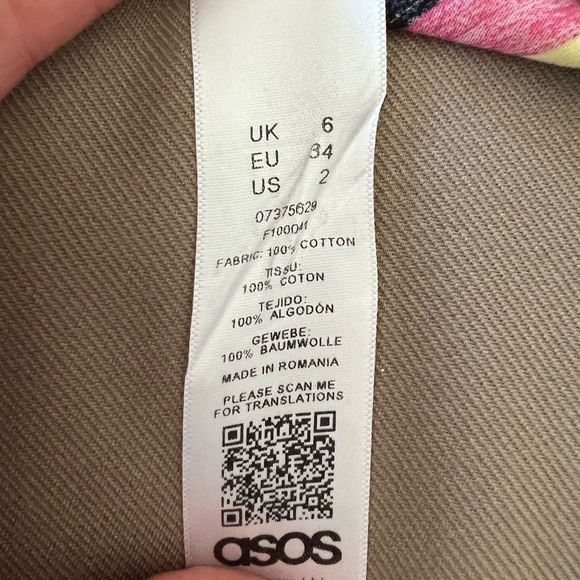 UK 6
EU 34
US 2
07375629
F10004
FABRIC: 100% COTTON
TISSU:
100% COTON
TEJIDO:
100% ALGODÓN
GEWEBE:
100% BAUMWOLLE
MADE IN ROMANIA
PLEASE SCAN ME
FOR TRANSLATIONS
asos